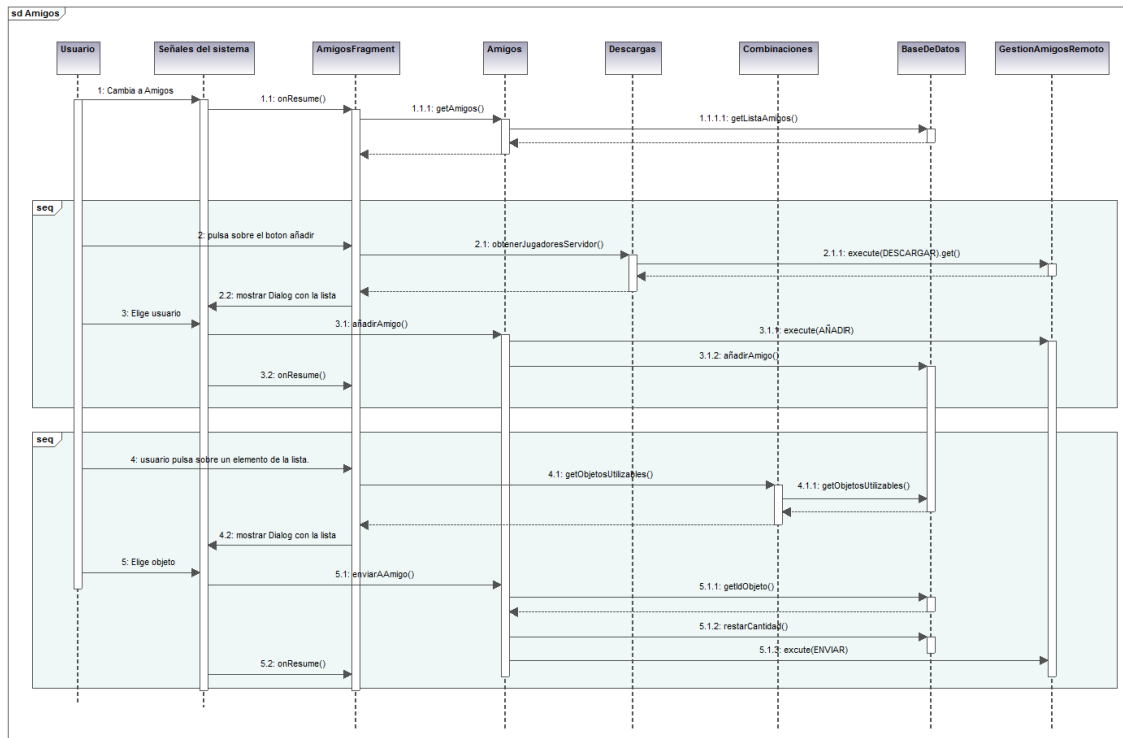 sd Amigos
Usuario
Señales del sistema
AmigosFragment
Amigos
Descargas
Combinaciones
BaseDeDatos
GestionAmigosRemoto
1: Cambia a Amigos
1.1: onResume()
1.1.1: getAmigos()
1.1.1.1: getListaAmigos()
seq
2: pulsa sobre el boton añadir
2.1: obtenerJugadoresServidor()
2.1.1: execute(DESCARGAR).get()
2.2: mostrar Dialog con la lista
3: Elige usuario
3.1: añadirAmigo()
3.1.1: execute(AÑADIR)
3.1.2: añadirAmigo()
3.2: onResume()
seq
4: usuario pulsa sobre un elemento de la lista.
4.1: getObjetosUtilizables()
4.1.1: getObjetosUtilizables()
4.2: mostrar Dialog con la lista
5: Elige objeto
5.1: enviarAAmigo()
5.1.1: getIdObjeto()
5.1.2: restarCantidad()
5.1.3: excute(ENVIAR)
5.2: onResume()